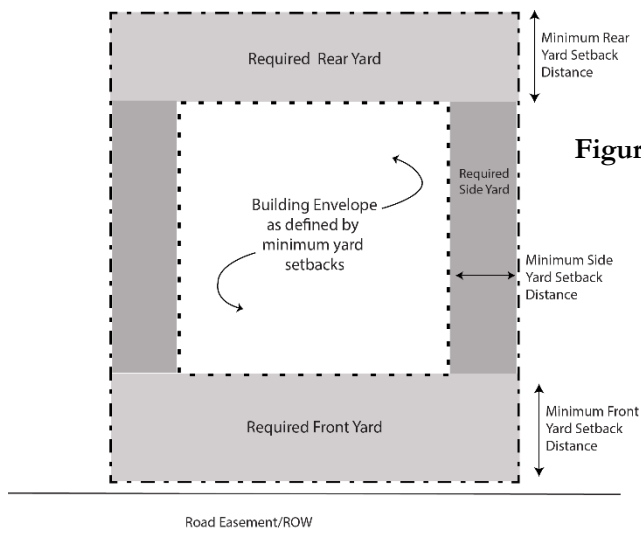 Minimum Rear
Yard Setback
Distance
Required Rear Yard
Figur
Required
Side Yard
Building Envelope
as defined by
minimum yard
setbacks
Minimum Side
Yard Setback
Distance
Minimum Front
Yard Setback
Distance
Required Front Yard
Road Easement/ROW